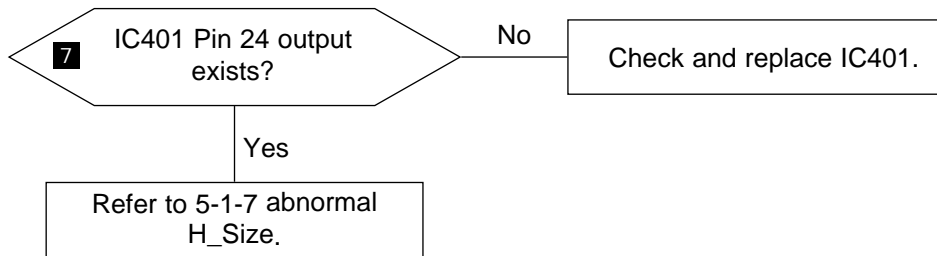 7
IC401 Pin 24 output
exists?
No
Check and replace IC401.
Yes
Refer to 5-1-7 abnormal
H_Size.